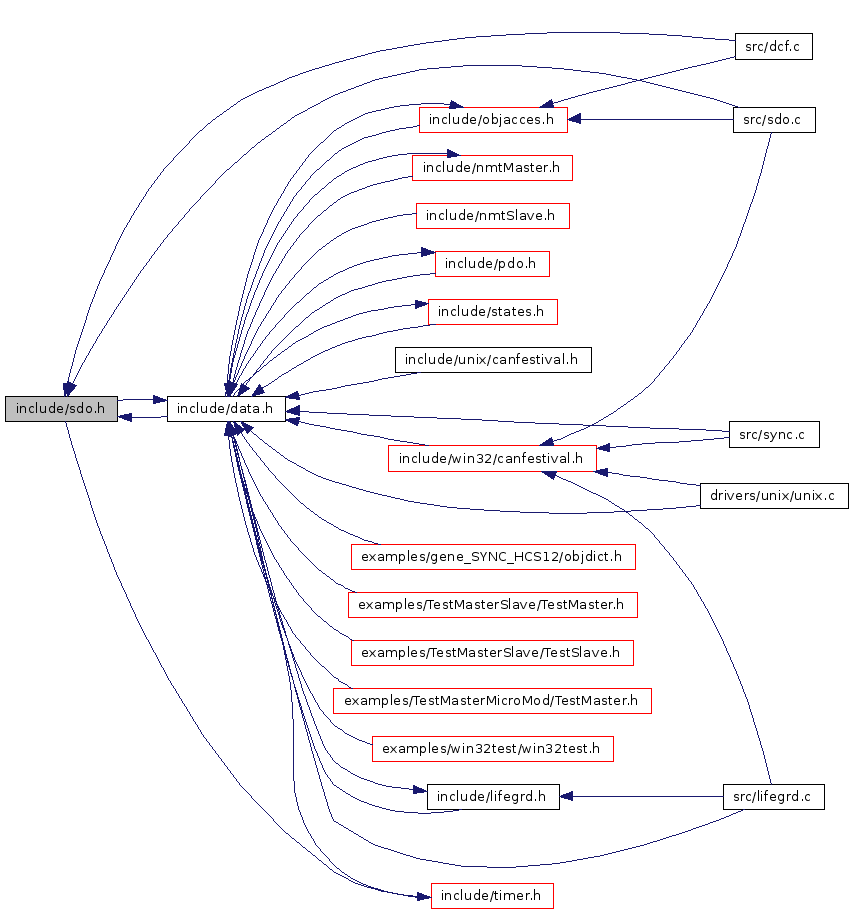 src/dcf.c
include/objacces.h
src/sdo.c
include/nmtMaster.h
include/nmtSlave.h
include/pdo.h
include/states.h
include/unix/canfestival.h
include/sdo.h
include/data.h
src/sync.c
include/win32/canfestival.h
drivers/unix/unix.c
examples/gene_SYNC_HCS12/objdict.h
examples/TestMasterSlave/TestMaster.h
examples/TestMasterSlave/TestSlave.h
examples/TestMasterMicroMod/TestMaster.h
examples/win32test/win32test.h
include/lifegrd.h
src/lifegrd.c
include/timer.h